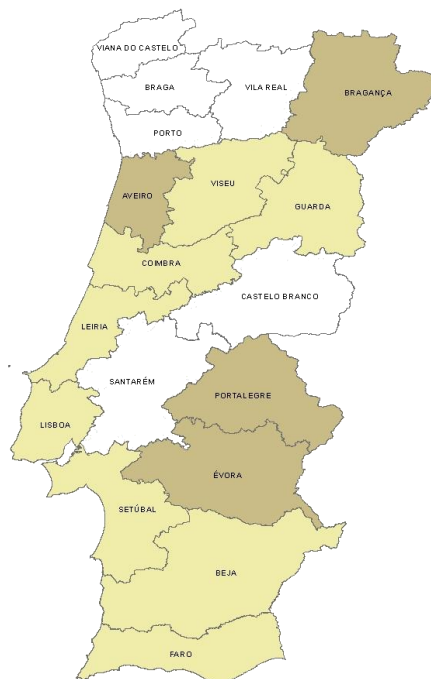 VIANA DO CASTELO
BRAGA
VILA REAL
BRAGANÇA
PORTO
AVEIRO
VISEU
GUARDA
COIMBRA
CASTELO BRANCO
LEIRIA
SANTARÉM
PORTALEGRE
LISBOA
ÉVORA
SETÚBAL
BEJA
FARO